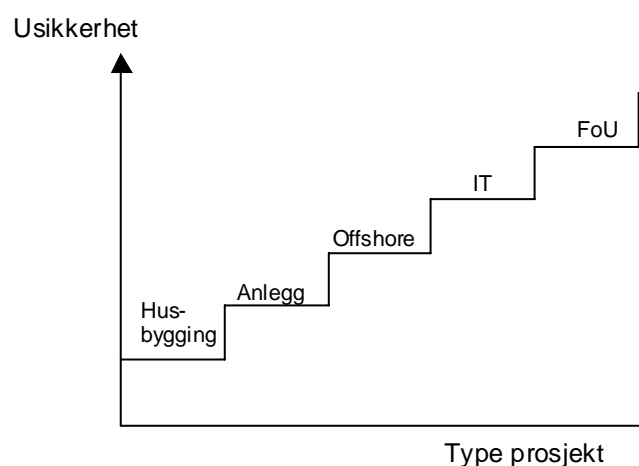 Usikkerhet
FoU
IT
Offshore
Anlegg
Hus-
bygging
Type prosjekt